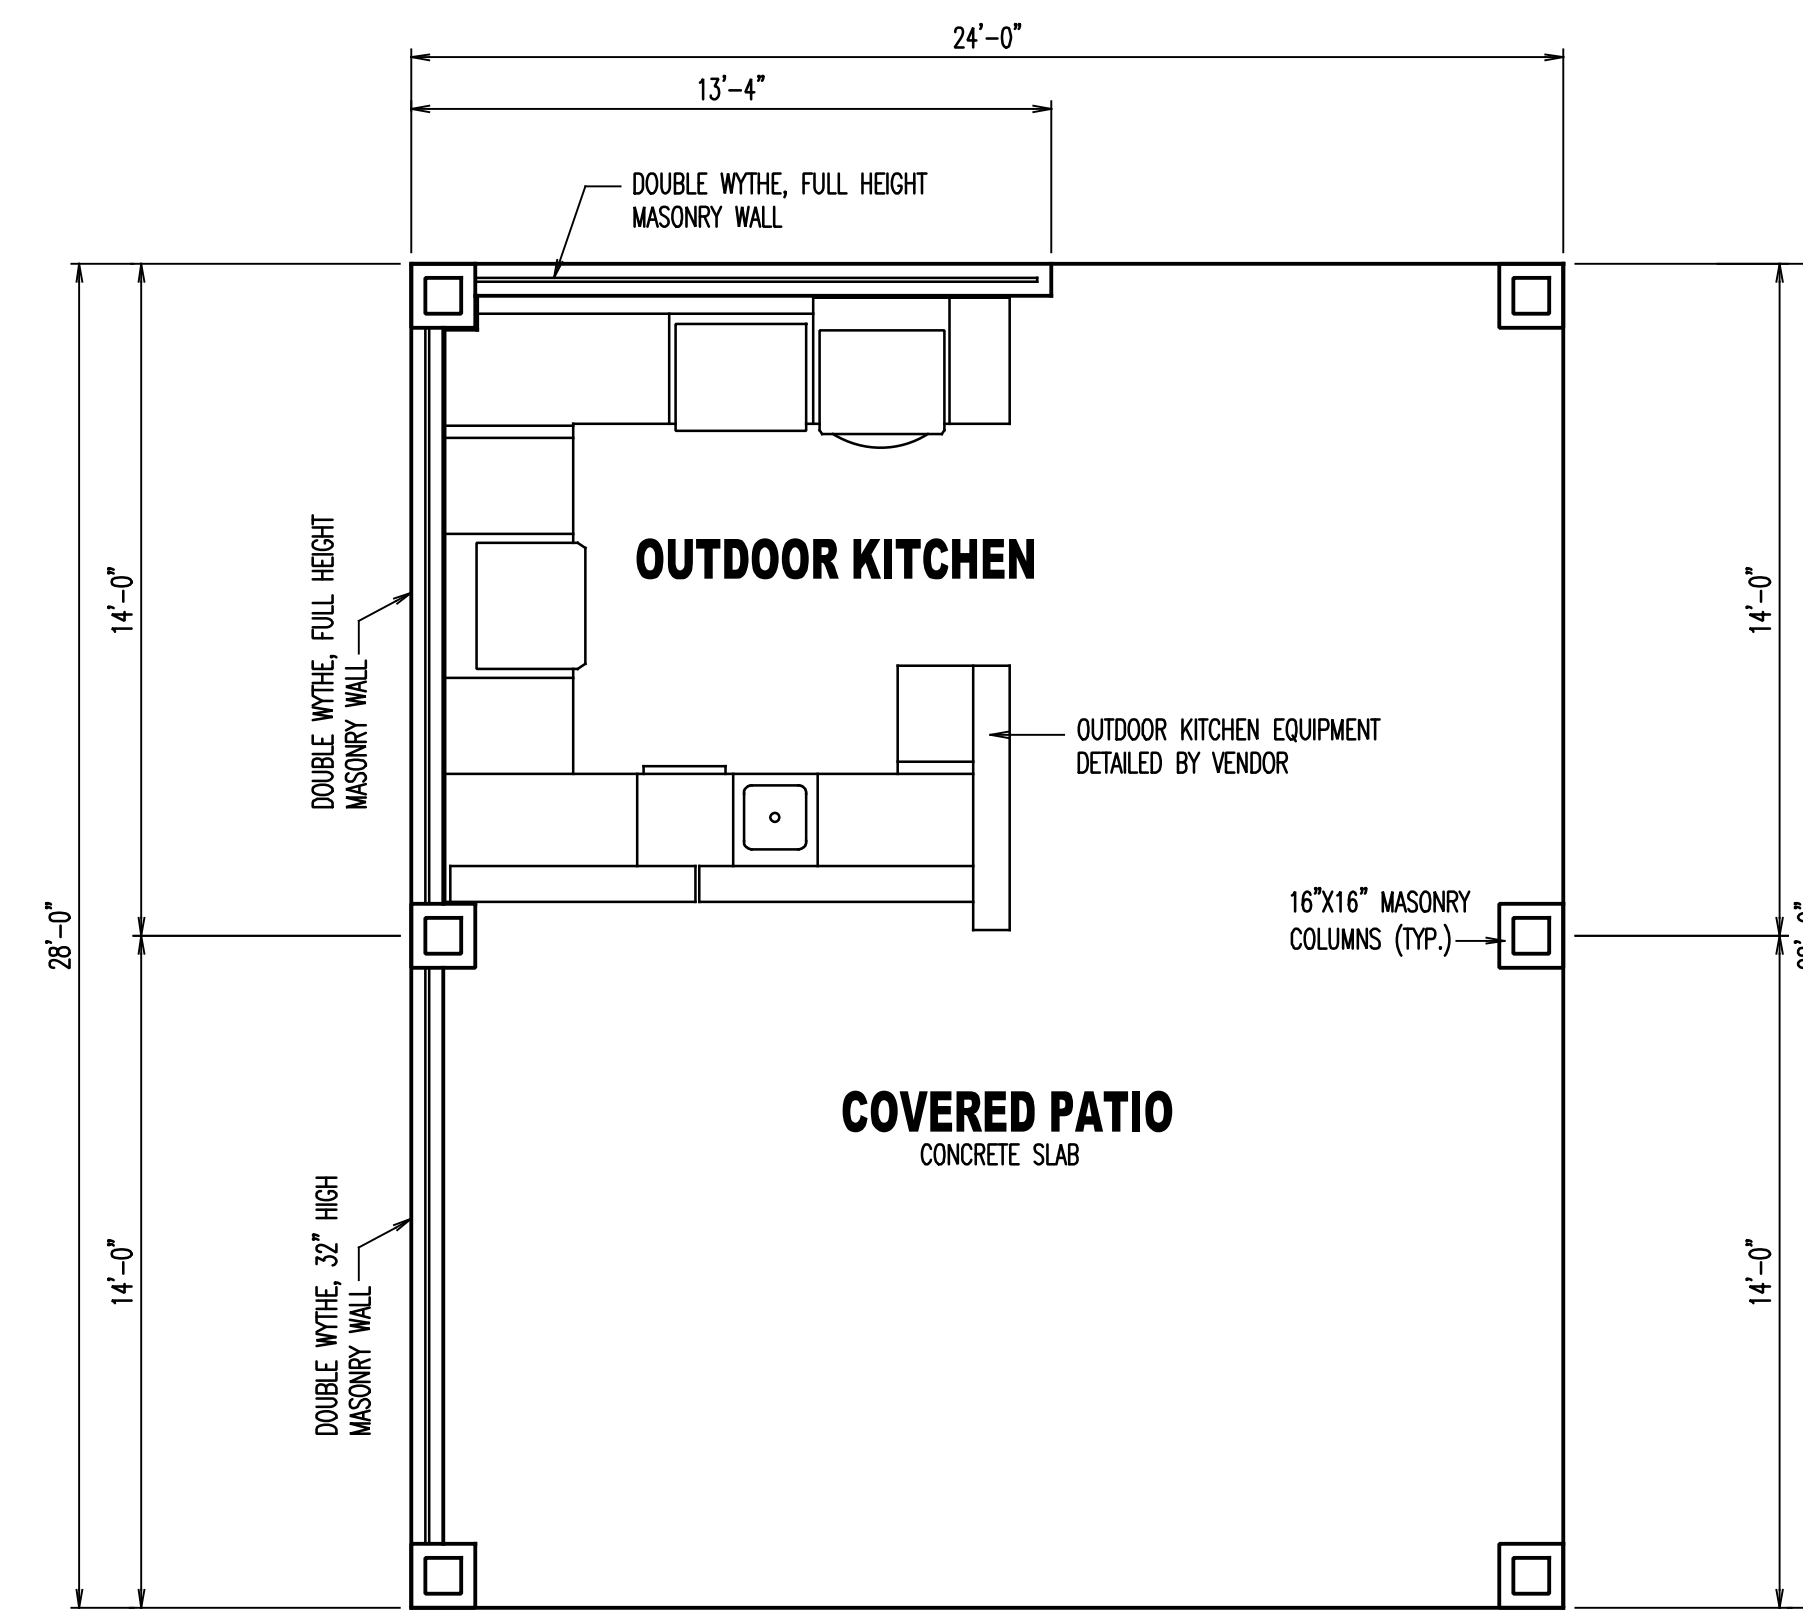 24'-0"
13'-4"
DOUBLE WYTHE, FULL HEIGHT
MASONRY WALL
DOUBLE WYTHE, FULL HEIGHT
MASONRY WALL
14'-0"
OUTDOOR KITCHEN
14'-0"
OUTDOOR KITCHEN EQUIPMENT
DETAILED BY VENDOR
28'-0"
16"X16" MASONRY
COLUMNS (TYP.)
COVERED PATIO
CONCRETE SLAB
DOUBLE WYTHE, 32" HIGH
MASONRY WALL
14'-0"
14'-0"